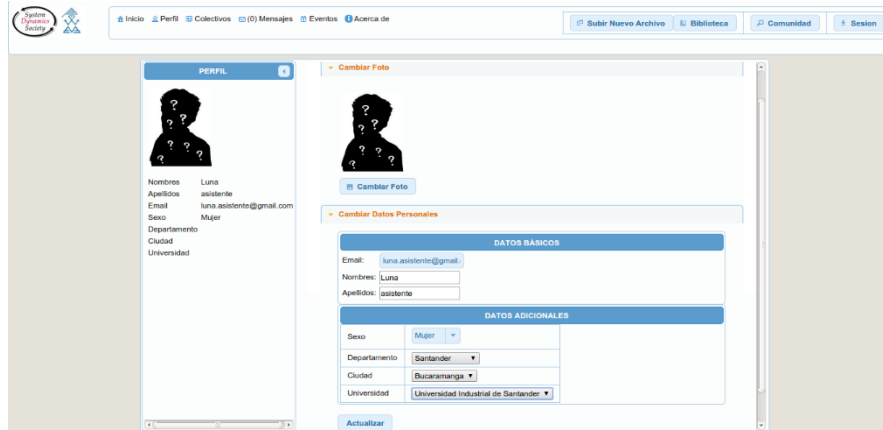 System
Dynamics
Society
Inicio Perfil Colectivos (0) Mensajes Eventos Acerca de
Subir Nuevo Archivo Biblioteca Comunidad Sesion
PERFIL
Nombres Luna
Apellidos asistente
Email luna.asistente@gmail.com
Sexo Mujer
Departamento
Ciudad
Universidad
Cambiar Foto
Cambiar Foto
Cambiar Datos Personales
DATOS BÁSICOS
Email: luna.asistente@gmail.
Nombres: Luna
Apellidos: asistente
DATOS ADICIONALES
Sexo Mujer
Departamento Santander
Ciudad Bucaramanga
Universidad Universidad Industrial de Santander
Actualizar